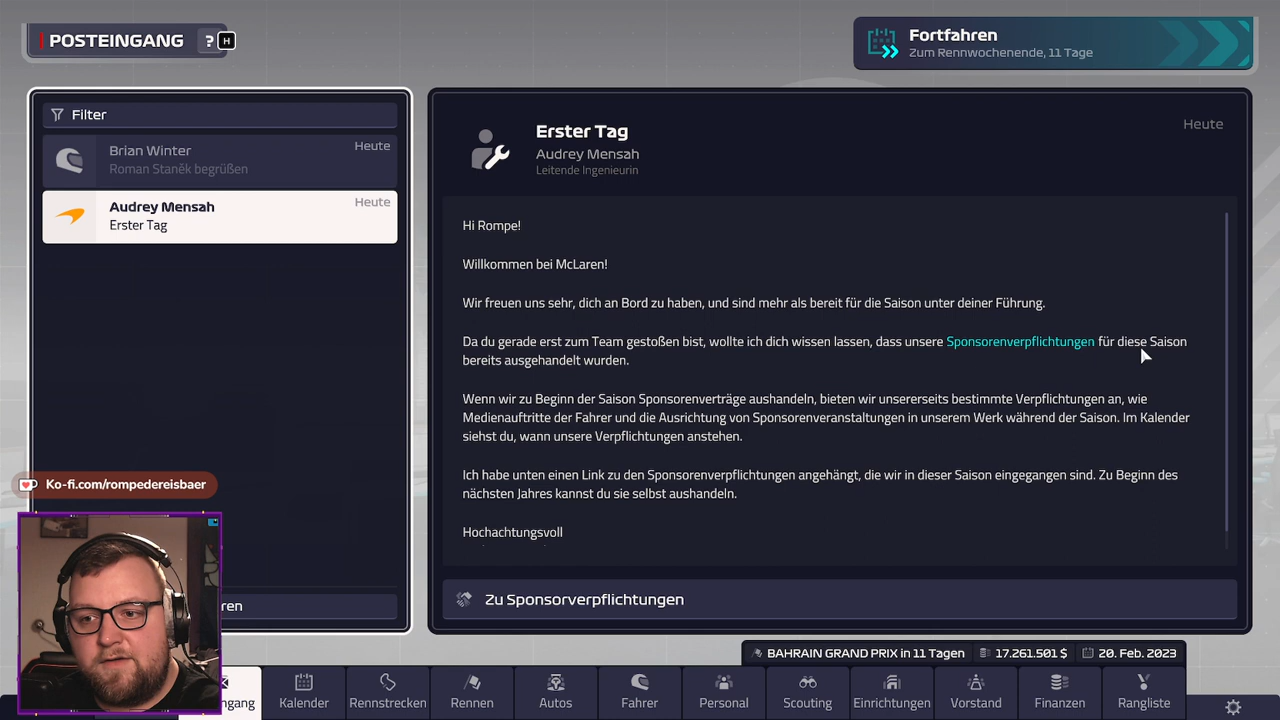 POSTEINGANG ? H
Fortfahren
Zum Rennwochenende, 11 Tage
Filter
Brian Winter Heute
Roman Staněk begrüßen
Audrey Mensah Heute
Erster Tag
Erster Tag Heute
Audrey Mensah
Leitende Ingenieurin
Hi Rompe!
Willkommen bei McLaren!
Wir freuen uns sehr, dich an Bord zu haben, und sind mehr als bereit für die Saison unter deiner Führung.
Da du gerade erst zum Team gestoßen bist, wollte ich dich wissen lassen, dass unsere Sponsorenverpflichtungen für diese Saison
bereits ausgehandelt wurden.
Wenn wir zu Beginn der Saison Sponsorenverträge aushandeln, bieten wir unsererseits bestimmte Verpflichtungen an, wie
Medienauftritte der Fahrer und die Ausrichtung von Sponsorenveranstaltungen in unserem Werk während der Saison. Im Kalender
siehst du, wann unsere Verpflichtungen anstehen.
Ich habe unten einen Link zu den Sponsorenverpflichtungen angehängt, die wir in dieser Saison eingegangen sind. Zu Beginn des
nächsten Jahres kannst du sie selbst aushandeln.
Hochachtungsvoll
Zu Sponsorverpflichtungen
Ko-fi.com/rompedereisbaer
ren
BAHRAIN GRAND PRIX in 11 Tagen 17.261.501 $ 20. Feb. 2023
gang Kalender Rennstrecken Rennen Autos Fahrer Personal Scouting Einrichtungen Vorstand Finanzen Rangliste